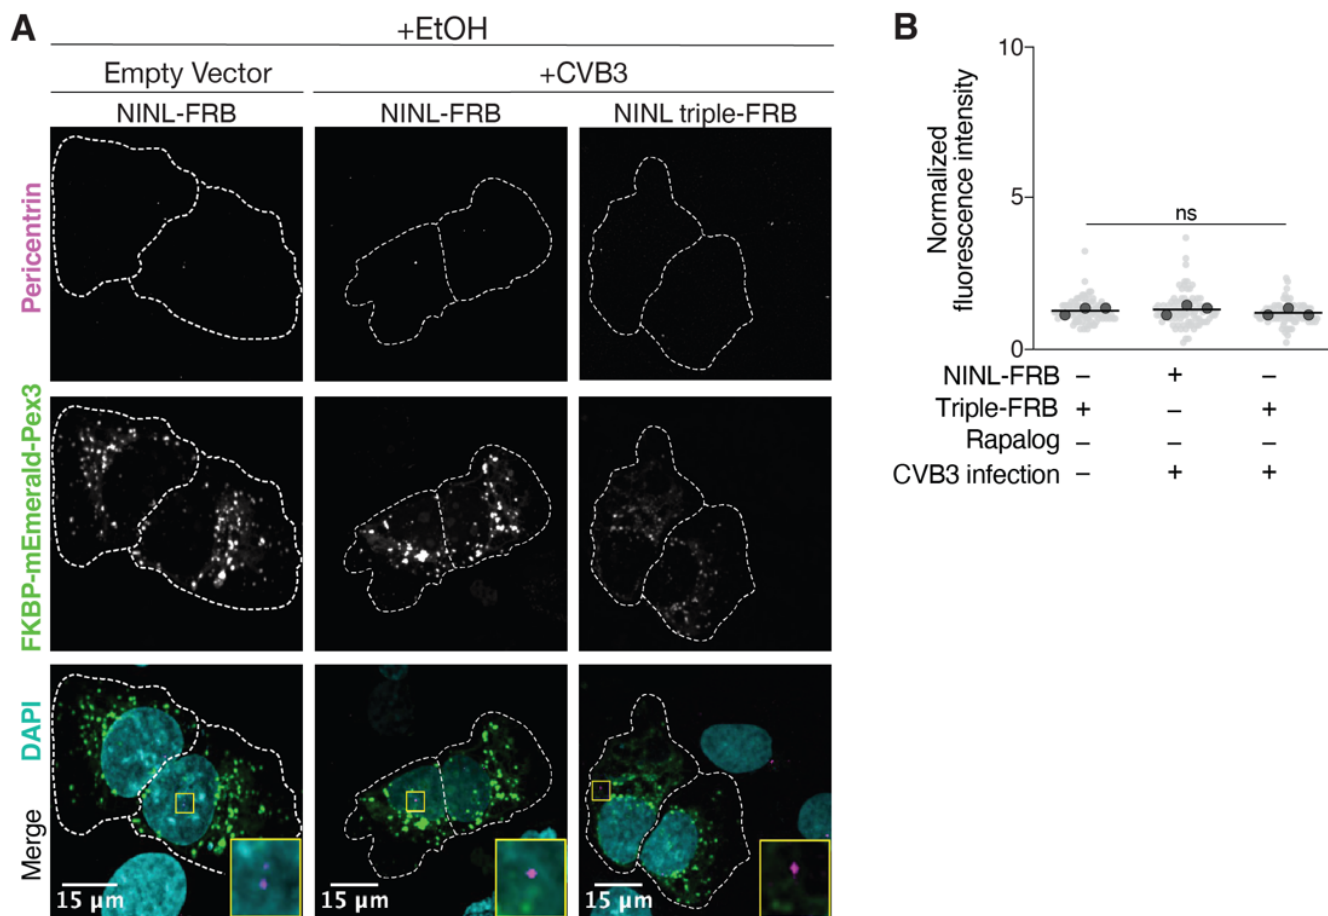 A
+EtOH
Empty Vector
+CVB3
NINL-FRB
NINL-FRB
NINL triple-FRB
Pericentrin
FKBP-mEmerald-Pex3
DAPI
Merge
15 µm
15 µm
15 µm
B
Normalized
fluorescence intensity
10
5
0
ns
NINL-FRB – + –
Triple-FRB + – +
Rapalog – – –
CVB3 infection – + +